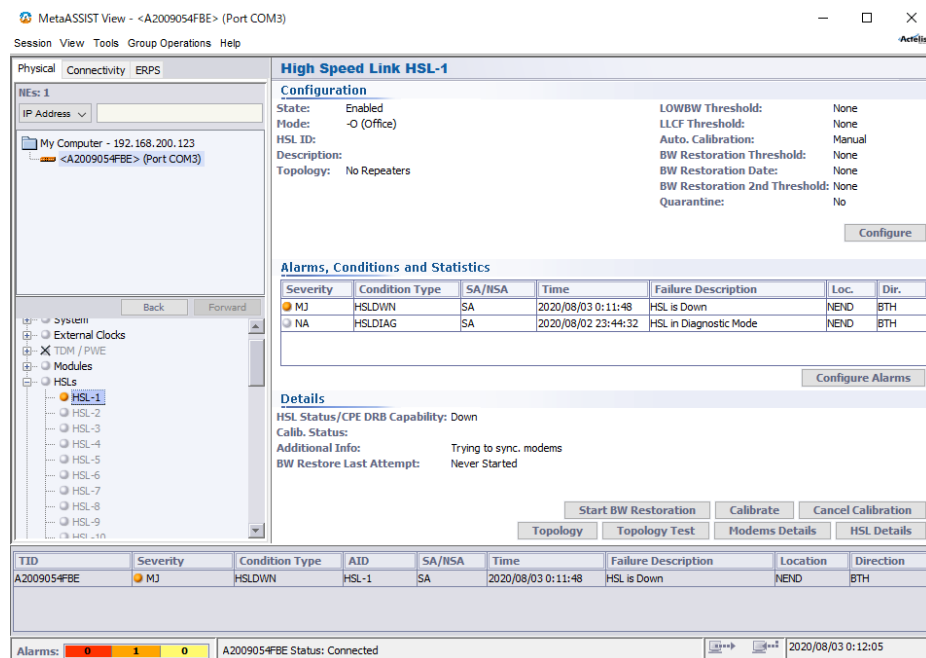 MetaASSIST View - <A2009054FBE> (Port COM3)
Session View Tools Group Operations Help
Actelis
Physical Connectivity ERPS
NEs: 1
IP Address
My Computer - 192.168.200.123
<A2009054FBE> (Port COM3)
Back Forward
System
External Clocks
TDM / PWE
Modules
HSLs
HSL-1
HSL-2
HSL-3
HSL-4
HSL-5
HSL-6
HSL-7
HSL-8
HSL-9
HSL-10
High Speed Link HSL-1
Configuration
State: Enabled LOWBW Threshold: None
Mode: -O (Office) LLCF Threshold: None
HSL ID: Auto. Calibration: Manual
Description: BW Restoration Threshold: None
Topology: No Repeaters BW Restoration Date: None
BW Restoration 2nd Threshold: None
Quarantine: No
Configure
Alarms, Conditions and Statistics
Severity Condition Type SA/NSA Time Failure Description Loc. Dir.
MJ HSLDWN SA 2020/08/03 0:11:48 HSL is Down NEND BTH
NA HSLDIAG SA 2020/08/02 23:44:32 HSL in Diagnostic Mode NEND BTH
Configure Alarms
Details
HSL Status/CPE DRB Capability: Down
Calib. Status:
Additional Info: Trying to sync. modems
BW Restore Last Attempt: Never Started
Start BW Restoration Calibrate Cancel Calibration
Topology Topology Test Modems Details HSL Details
TID Severity Condition Type AID SA/NSA Time Failure Description Location Direction
A2009054FBE MJ HSLDWN HSL-1 SA 2020/08/03 0:11:48 HSL is Down NEND BTH
Alarms: 0 1 0 A2009054FBE Status: Connected 2020/08/03 0:12:05